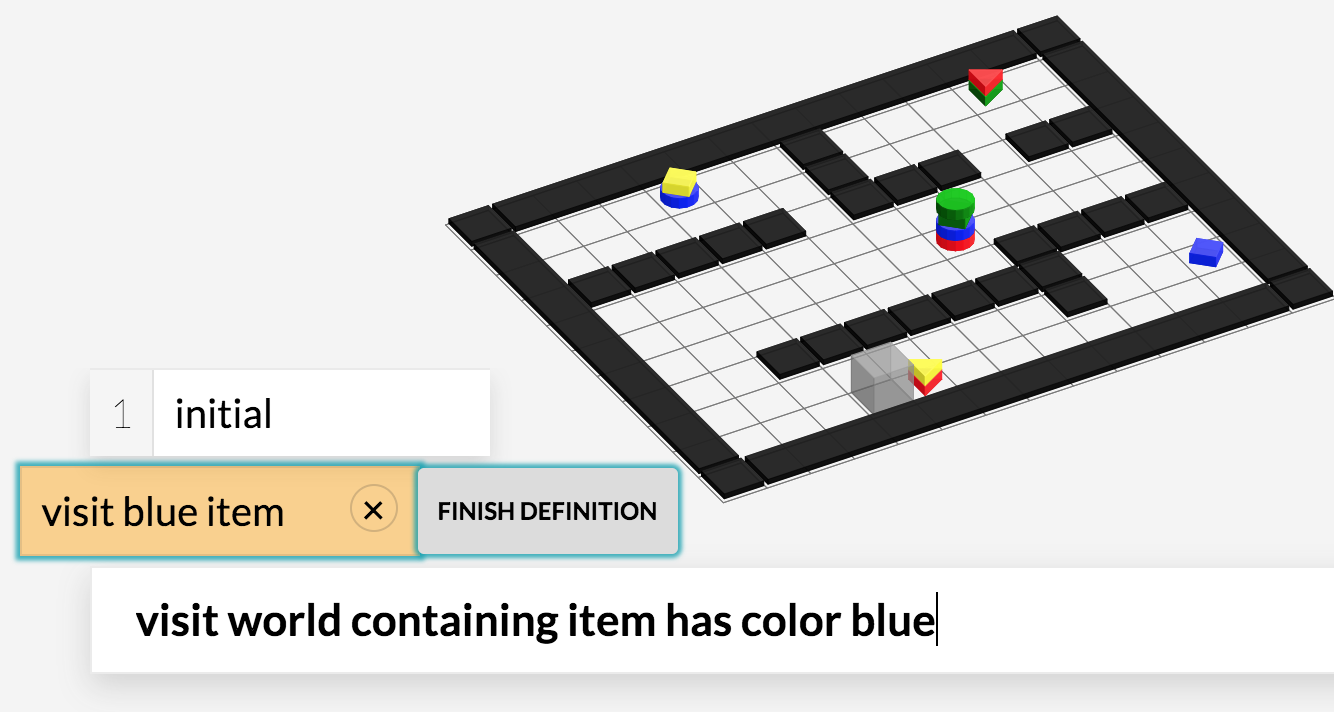 1 initial
visit blue item × FINISH DEFINITION
visit world containing item has color blue